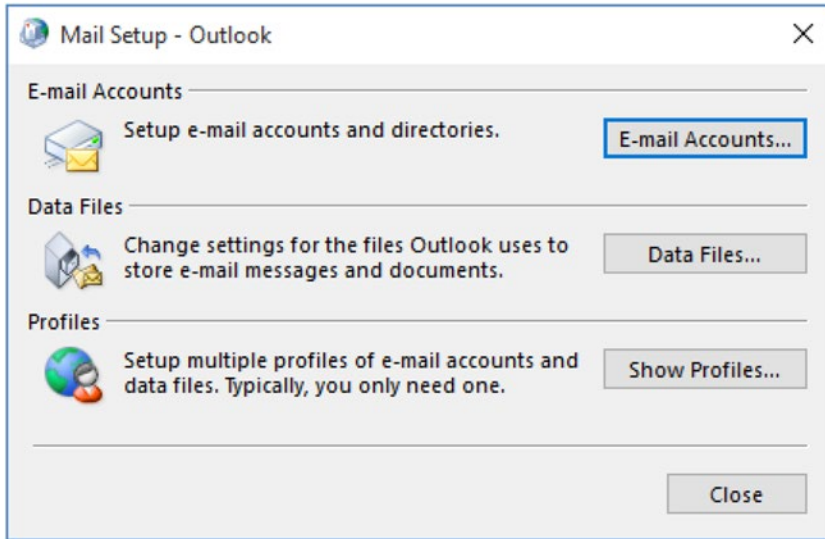 Mail Setup - Outlook
E-mail Accounts
Setup e-mail accounts and directories.
E-mail Accounts...
Data Files
Change settings for the files Outlook uses to
store e-mail messages and documents.
Data Files...
Profiles
Setup multiple profiles of e-mail accounts and
data files. Typically, you only need one.
Show Profiles...
Close